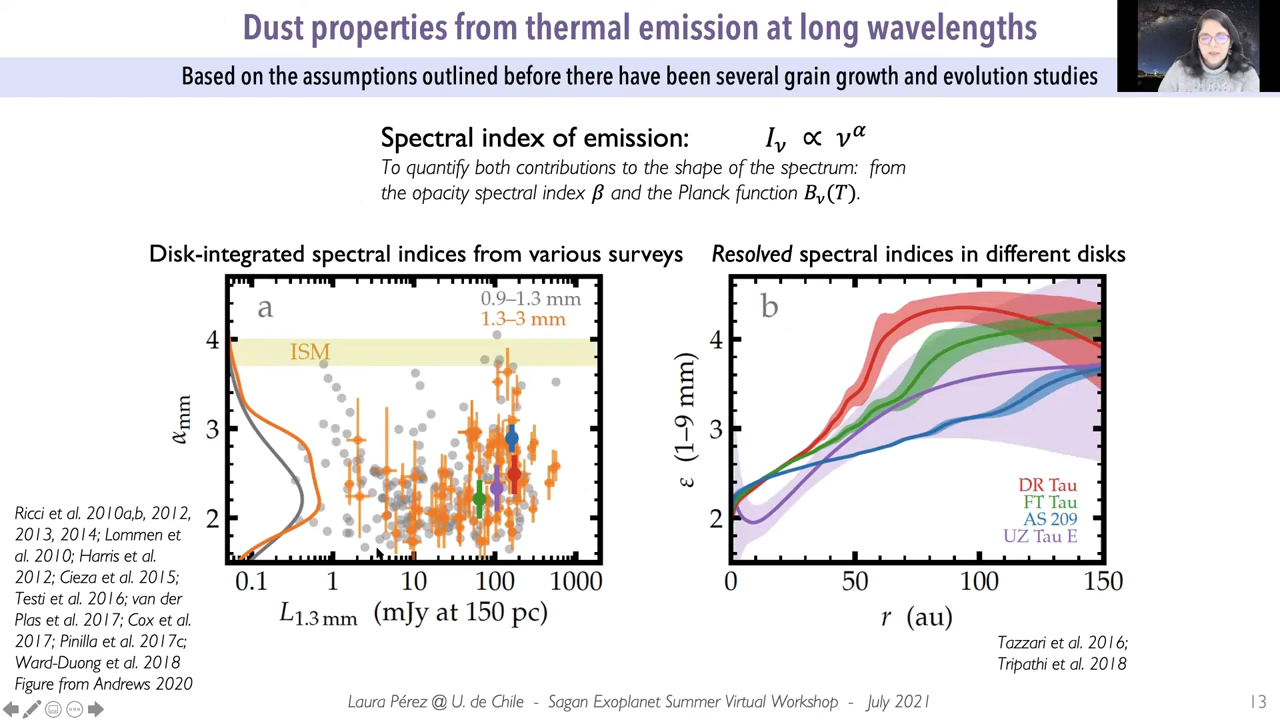 Dust properties from thermal emission at long wavelengths
Based on the assumptions outlined before there have been several grain growth and evolution studies
Spectral index of emission: Iν ∝ ν^α
To quantify both contributions to the shape of the spectrum: from
the opacity spectral index β and the Planck function Bν(T).
Disk-integrated spectral indices from various surveys
a
0.9–1.3 mm
1.3–3 mm
ISM
4
3
2
αmm
0.1 1 10 100 1000
L1.3 mm (mJy at 150 pc)
Resolved spectral indices in different disks
b
4
3
2
ε (1–9 mm)
DR Tau
FT Tau
AS 209
UZ Tau E
0 50 100 150
r (au)
Ricci et al. 2010a,b, 2012,
2013, 2014; Lommen et
al. 2010; Harris et al.
2012; Cieza et al. 2015;
Testi et al. 2016; van der
Plas et al. 2017; Cox et al.
2017; Pinilla et al. 2017c;
Ward-Duong et al. 2018
Figure from Andrews 2020
Tazzari et al. 2016;
Tripathi et al. 2018
Laura Pérez @ U. de Chile - Sagan Exoplanet Summer Virtual Workshop - July 2021
13